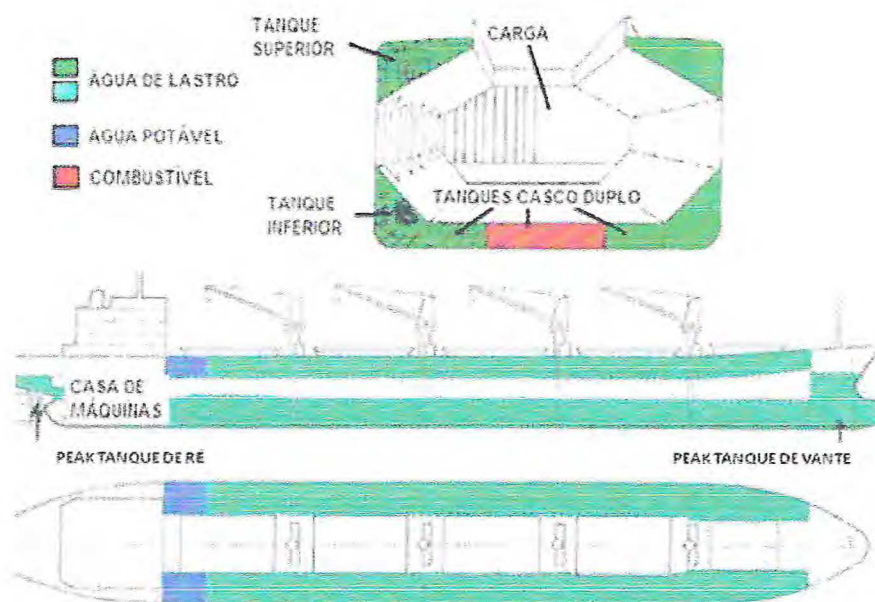 TANQUE
SUPERIOR
CARGA
ÁGUA DE LASTRO
ÁGUA POTÁVEL
COMBUSTÍVEL
TANQUES CASCO DUPLO
TANQUE
INFERIOR
CASA DE
MÁQUINAS
PEAK TANQUE DE RÉ
PEAK TANQUE DE VANTE